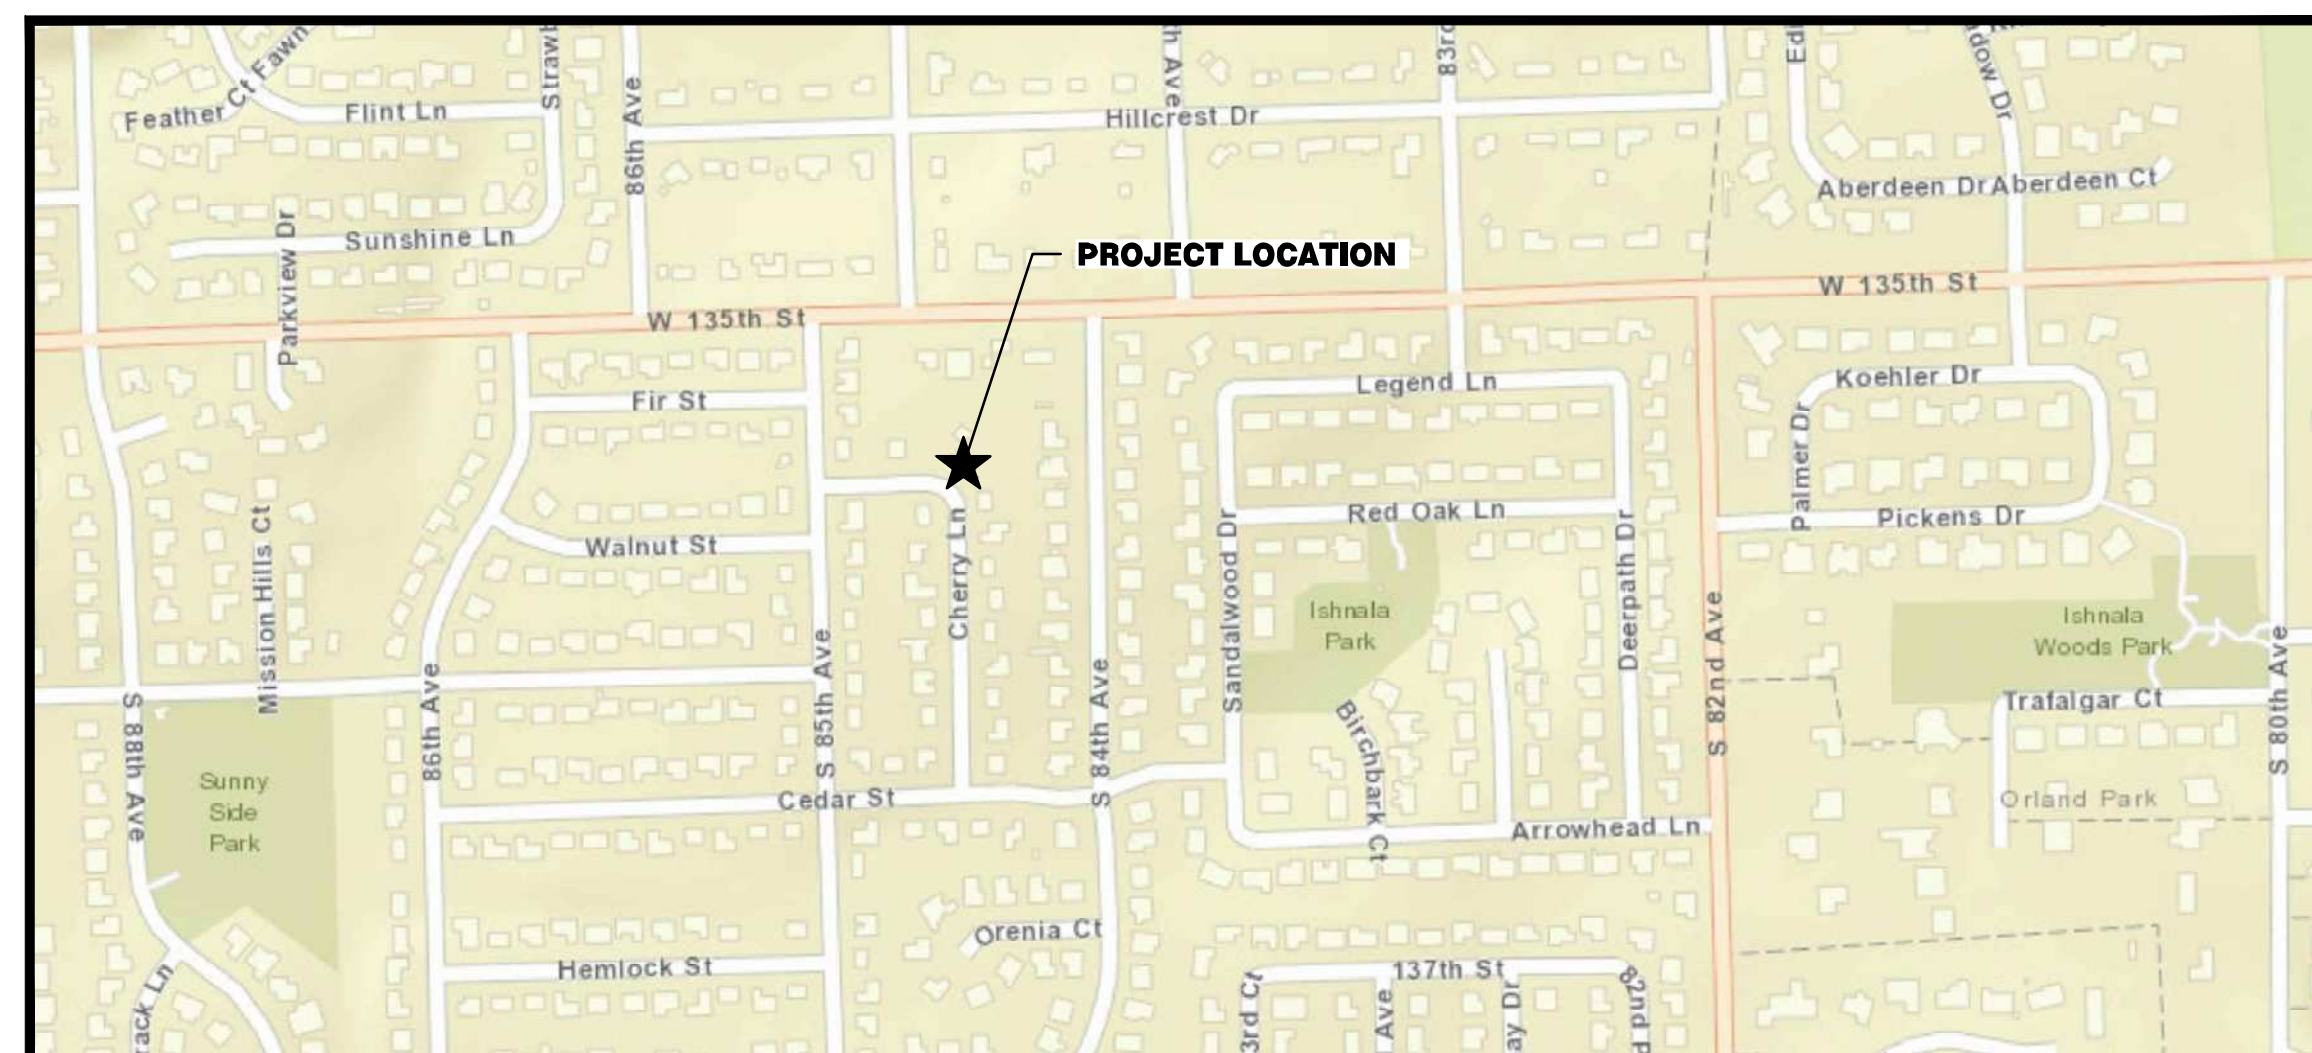 Feather Ct
Fawn
Flint Ln
86th Ave
Hillcrest Dr
Aberdeen Dr
Aberdeen Ct
Parkview Dr
Sunshine Ln
PROJECT LOCATION
W 135th St
W 135th St
Fir St
Legend Ln
Koehler Dr
Palmer Dr
Mission Hills Ct
Walnut St
Cherry Ln
Red Oak Ln
Pickens Dr
Sandalwood Dr
Deerpath Dr
Ishnala
Park
Ishnala
Woods Park
S 88th Ave
86th Ave
S 85th Ave
S 84th Ave
S 82nd Ave
S 80th Ave
Trafalgar Ct
Birchbark Ct
Sunny
Side
Park
Cedar St
Arrowhead Ln
Orland Park
Orenia Ct
Hemlock St
137th St